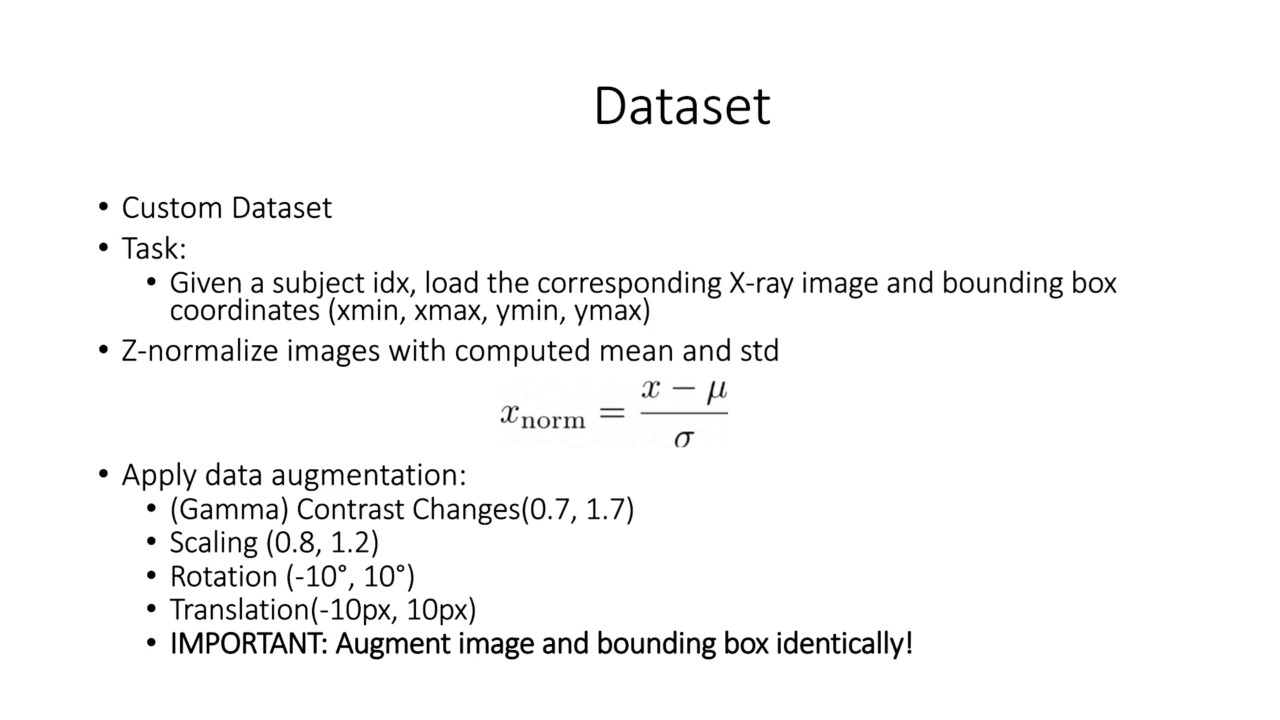 Dataset
• Custom Dataset
• Task:
• Given a subject idx, load the corresponding X-ray image and bounding box
coordinates (xmin, xmax, ymin, ymax)
• Z-normalize images with computed mean and std
x_norm = (x − μ) / σ
• Apply data augmentation:
• (Gamma) Contrast Changes(0.7, 1.7)
• Scaling (0.8, 1.2)
• Rotation (-10°, 10°)
• Translation(-10px, 10px)
• IMPORTANT: Augment image and bounding box identically!